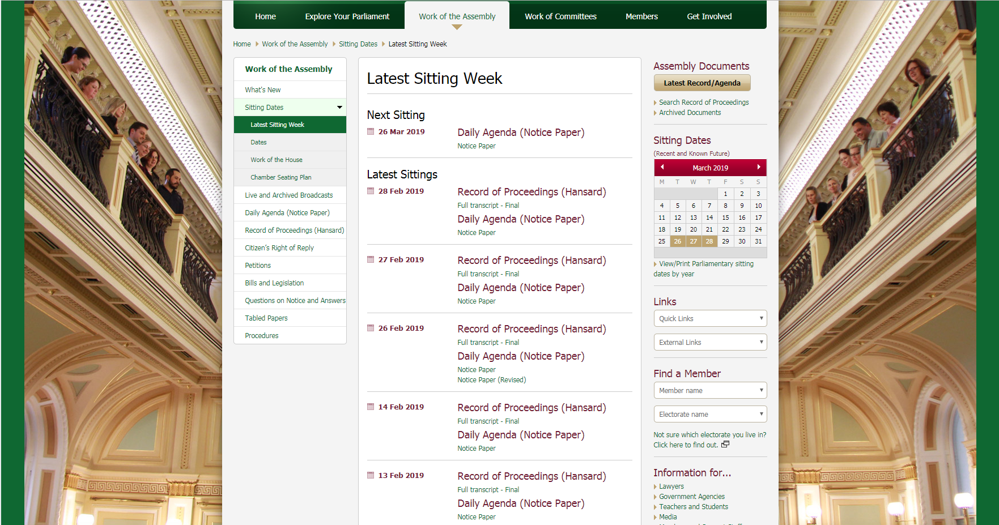 Home
Explore Your Parliament
Work of the Assembly
Work of Committees
Members
Get Involved
Home Work of the Assembly Sitting Dates Latest Sitting Week
Work of the Assembly
What's New
Sitting Dates
Latest Sitting Week
Dates
Work of the House
Chamber Seating Plan
Live and Archived Broadcasts
Daily Agenda (Notice Paper)
Record of Proceedings (Hansard)
Citizen's Right of Reply
Petitions
Bills and Legislation
Questions on Notice and Answers
Tabled Papers
Procedures
Latest Sitting Week
Next Sitting
26 Mar 2019 Daily Agenda (Notice Paper)
Notice Paper
Latest Sittings
28 Feb 2019 Record of Proceedings (Hansard)
Full transcript - Final
Daily Agenda (Notice Paper)
Notice Paper
27 Feb 2019 Record of Proceedings (Hansard)
Full transcript - Final
Daily Agenda (Notice Paper)
Notice Paper
26 Feb 2019 Record of Proceedings (Hansard)
Full transcript - Final
Daily Agenda (Notice Paper)
Notice Paper
Notice Paper (Revised)
14 Feb 2019 Record of Proceedings (Hansard)
Full transcript - Final
Daily Agenda (Notice Paper)
Notice Paper
13 Feb 2019 Record of Proceedings (Hansard)
Full transcript - Final
Daily Agenda (Notice Paper)
Notice Paper
Assembly Documents
Latest Record/Agenda
Search Record of Proceedings
Archived Documents
Sitting Dates
(Recent and Known Future)
March 2019
M T W T F S S
1 2 3
4 5 6 7 8 9 10
11 12 13 14 15 16 17
18 19 20 21 22 23 24
25 26 27 28 29 30 31
View/Print Parliamentary sitting
dates by year
Links
Quick Links
External Links
Find a Member
Member name
Electorate name
Not sure which electorate you live in?
Click here to find out.
Information for...
Lawyers
Government Agencies
Teachers and Students
Media